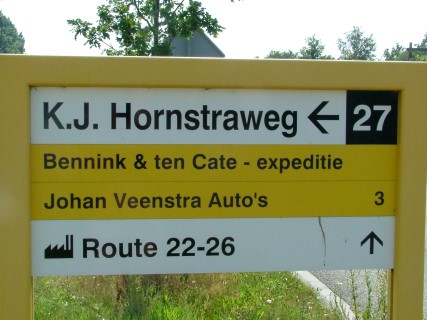 K.J. Hornstraweg ← 27
Bennink & ten Cate - expeditie
Johan Veenstra Auto's 3
Route 22-26 ↑